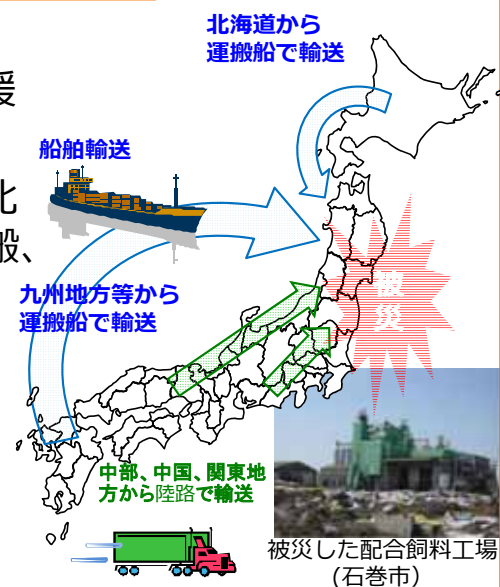 北海道から
運搬船で輸送
援
船舶輸送
北
般、
九州地方等から
運搬船で輸送
被災
中部、中国、関東地
方から陸路で輸送
被災した配合飼料工場
(石巻市)